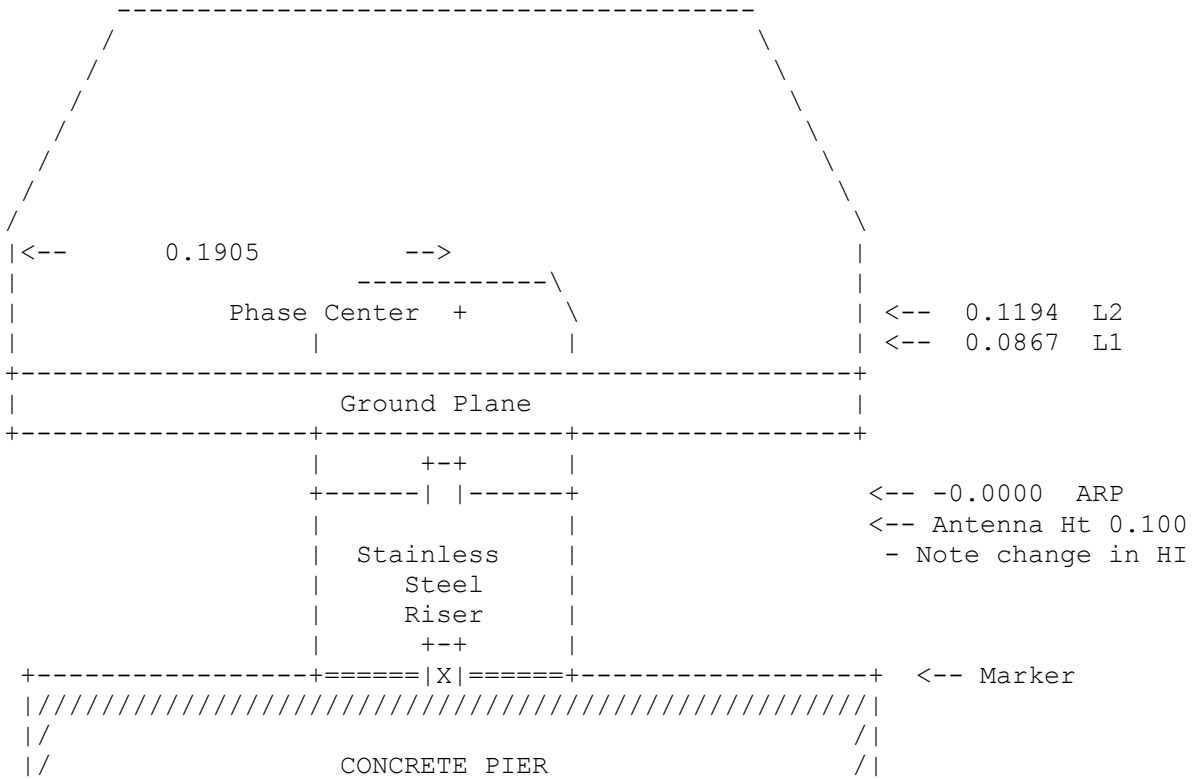 |<-- 0.1905 -->
Phase Center +
<-- 0.1194 L2
<-- 0.0867 L1
Ground Plane
<-- -0.0000 ARP
<-- Antenna Ht 0.100
Stainless
- Note change in HI
Steel
Riser
X
<-- Marker
CONCRETE PIER